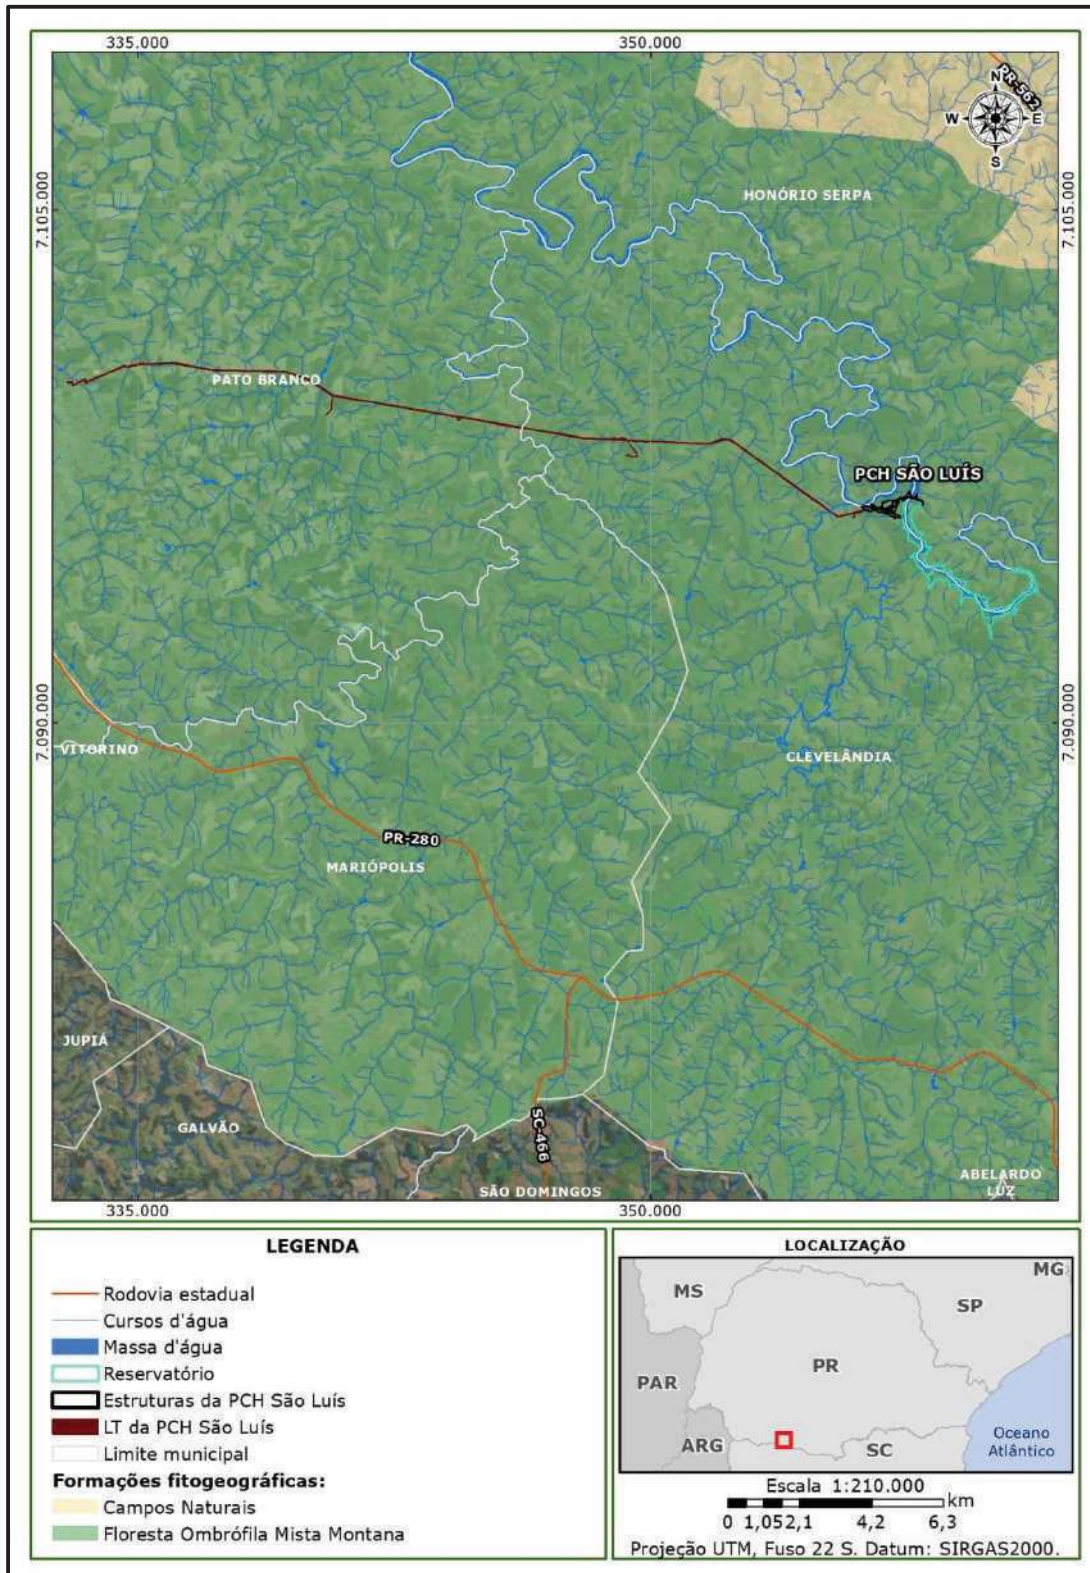 335.000
350.000
PR-562
N
W
E
S
7.105.000
7.105.000
HONÓRIO SERPA
PATO BRANCO
PCH SÃO LUÍS
7.090.000
7.090.000
VITORINO
CLEVELÂNDIA
PR-280
MARIÓPOLIS
JUPIÁ
GALVÃO
SC-466
SÃO DOMINGOS
ABELARDO
LUZ
335.000
350.000
LEGENDA
Rodovia estadual
Cursos d'água
Massa d'água
Reservatório
Estruturas da PCH São Luís
LT da PCH São Luís
Limite municipal
Formações fitogeográficas:
Campos Naturais
Floresta Ombrófila Mista Montana
LOCALIZAÇÃO
MG
MS
SP
PR
PAR
ARG
SC
Oceano
Atlântico
Escala 1:210.000
km
0 1,052,1 4,2 6,3
Projeção UTM, Fuso 22 S. Datum: SIRGAS2000.